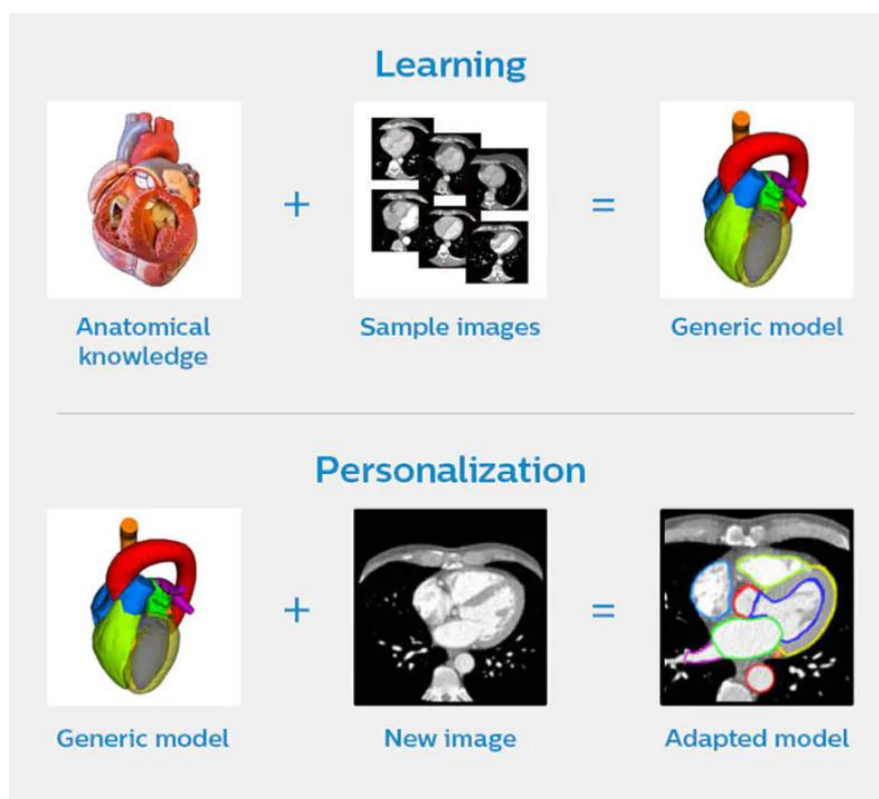 Learning
+
=
Anatomical
knowledge
Sample images
Generic model
Personalization
+
=
Generic model
New image
Adapted model